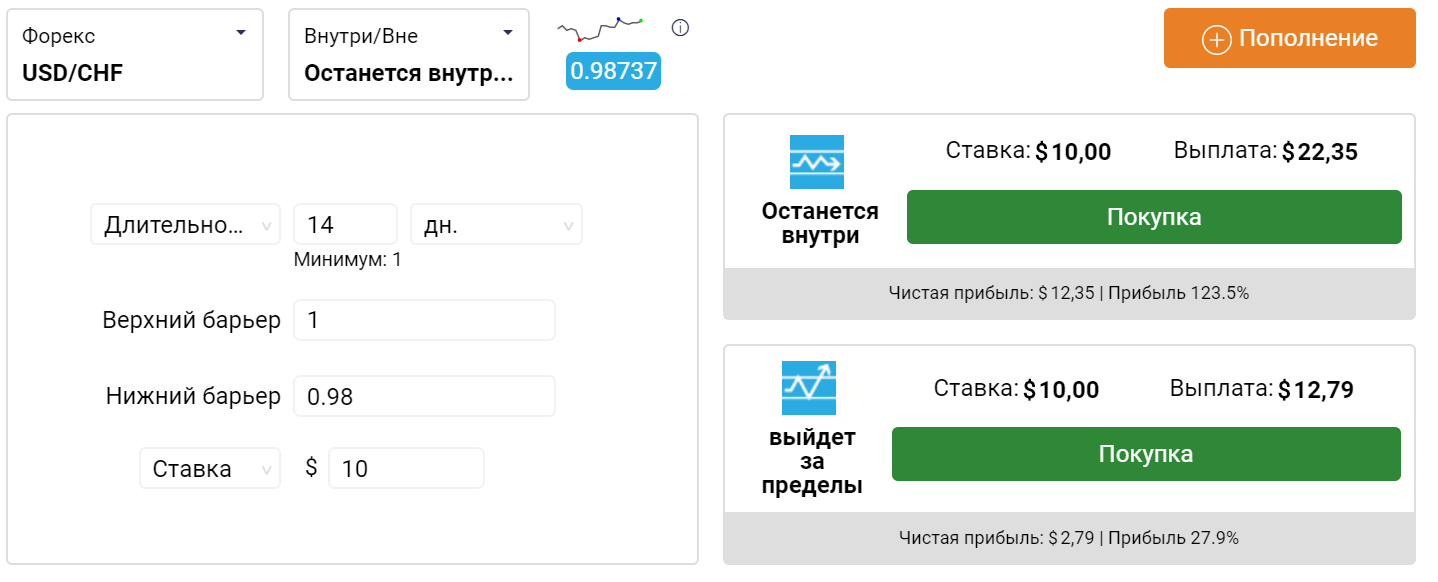 Форекс
USD/CHF
Внутри/Вне
Останется внутр...
0.98737
Пополнение
Длительно...
14
дн.
Минимум: 1
Верхний барьер
1
Нижний барьер
0.98
Ставка
$
10
Останется
внутри
Ставка: $10,00
Выплата: $22,35
Покупка
Чистая прибыль: $12,35 | Прибыль 123.5%
выйдет
за
пределы
Ставка: $10,00
Выплата: $12,79
Покупка
Чистая прибыль: $2,79 | Прибыль 27.9%